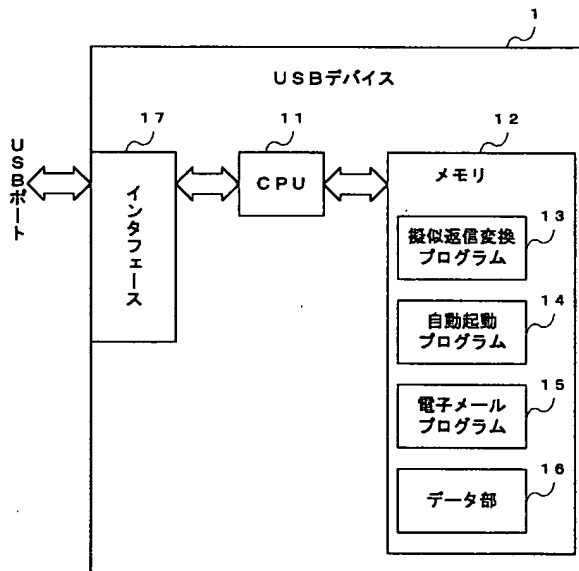 1
USBデバイス
17
11
12
USBポート
インタフェース
CPU
メモリ
13
擬似返信変換
プログラム
14
自動起動
プログラム
15
電子メール
プログラム
16
データ部